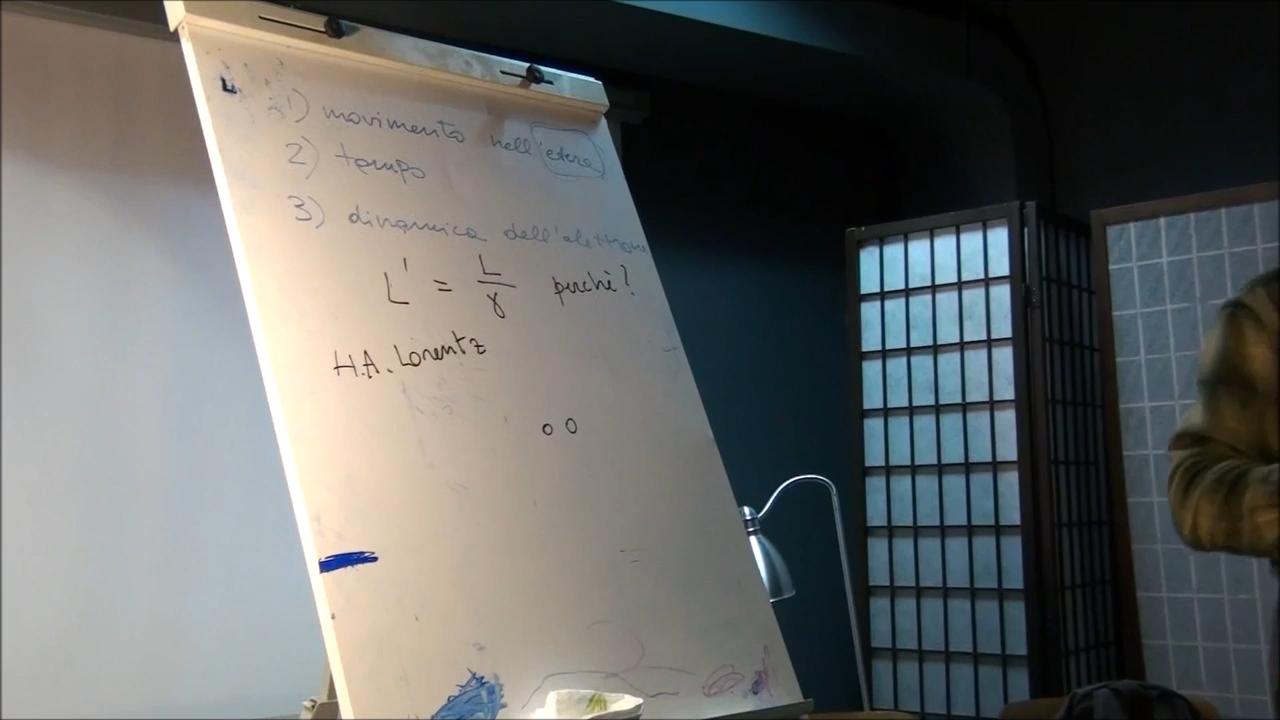 1) movimento nell'etere
2) tempo
3) dinamica dell'elettrone
L' = L/γ perchè?
H.A. Lorentz